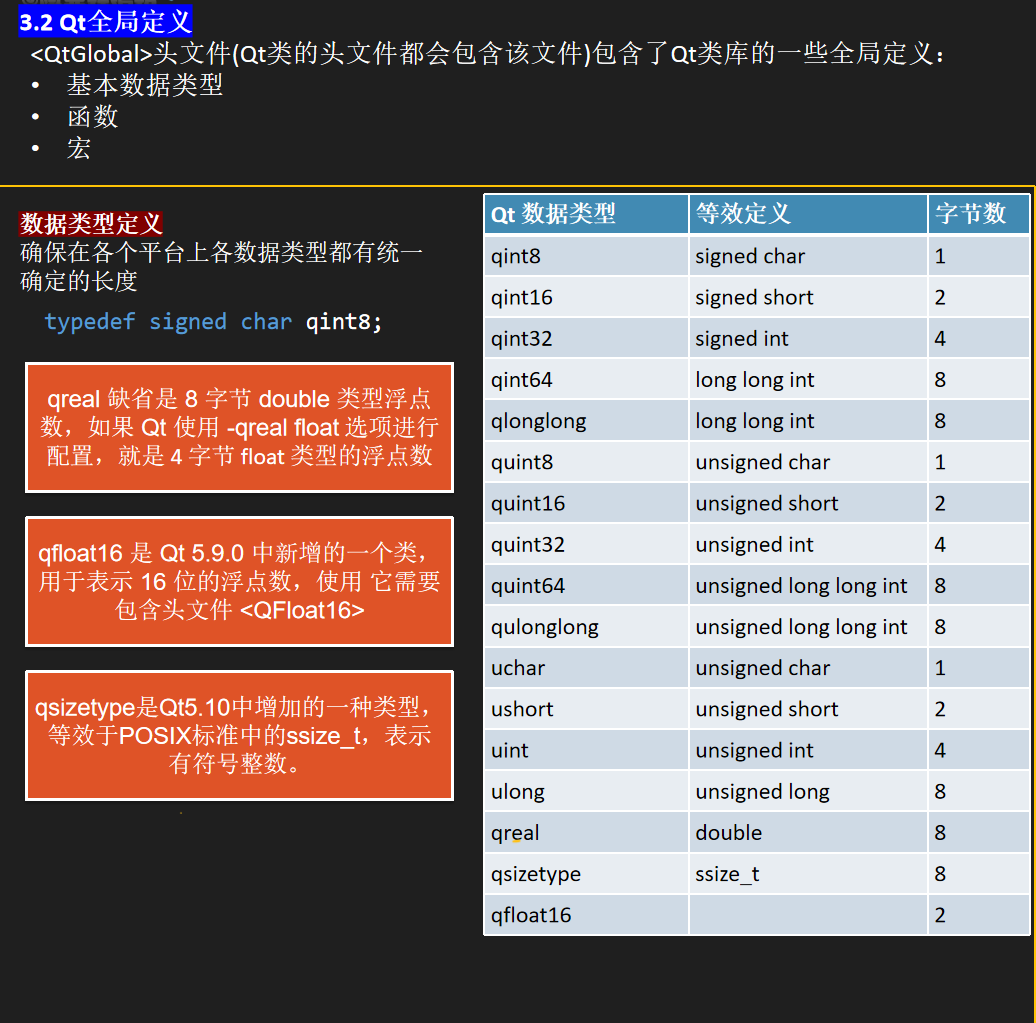 3.2 Qt全局定义
<QtGlobal>头文件(Qt类的头文件都会包含该文件)包含了Qt类库的一些全局定义：
• 基本数据类型
• 函数
• 宏
数据类型定义
确保在各个平台上各数据类型都有统一
确定的长度
typedef signed char qint8;
qreal 缺省是 8 字节 double 类型浮点
数，如果 Qt 使用 -qreal float 选项进行
配置，就是 4 字节 float 类型的浮点数
qfloat16 是 Qt 5.9.0 中新增的一个类，
用于表示 16 位的浮点数，使用 它需要
包含头文件 <QFloat16>
qsizetype是Qt5.10中增加的一种类型，
等效于POSIX标准中的ssize_t，表示
有符号整数。
Qt 数据类型 等效定义 字节数
qint8 signed char 1
qint16 signed short 2
qint32 signed int 4
qint64 long long int 8
qlonglong long long int 8
quint8 unsigned char 1
quint16 unsigned short 2
quint32 unsigned int 4
quint64 unsigned long long int 8
qulonglong unsigned long long int 8
uchar unsigned char 1
ushort unsigned short 2
uint unsigned int 4
ulong unsigned long 8
qreal double 8
qsizetype ssize_t 8
qfloat16 2